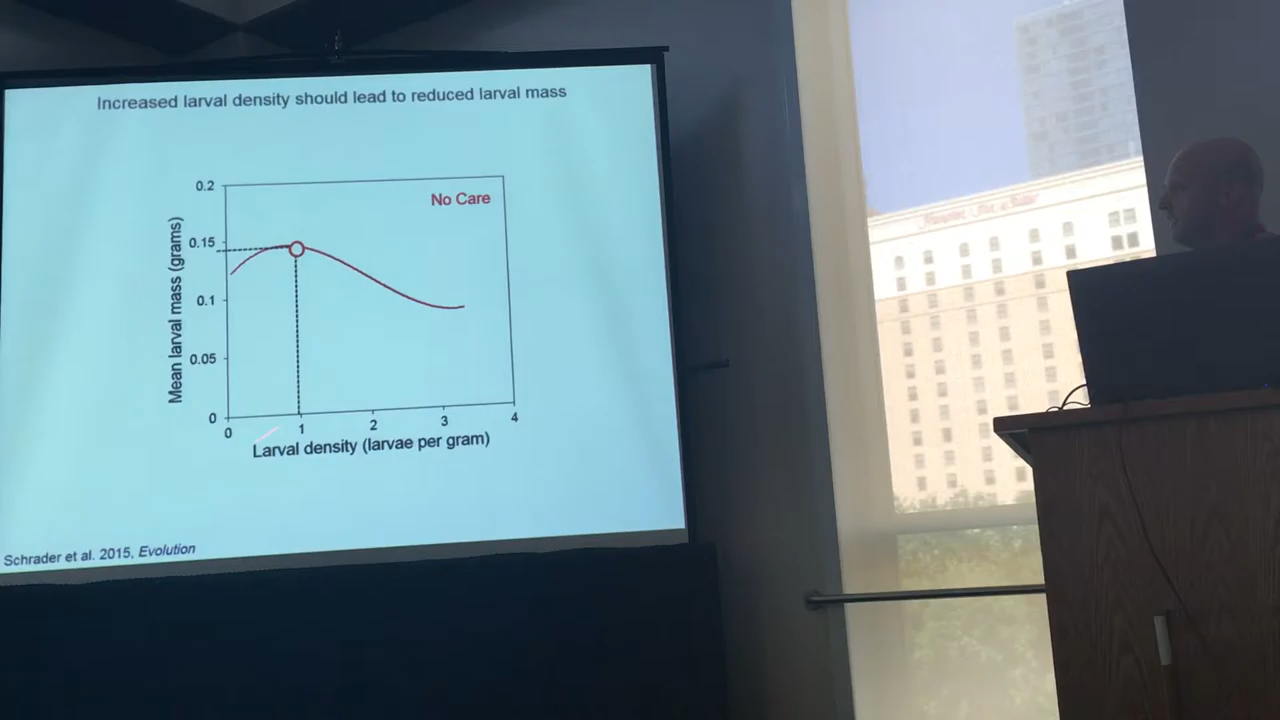 Increased larval density should lead to reduced larval mass
No Care
Mean larval mass (grams)
0.2
0.15
0.1
0.05
0
0
1
2
3
4
Larval density (larvae per gram)
Schrader et al. 2015, Evolution